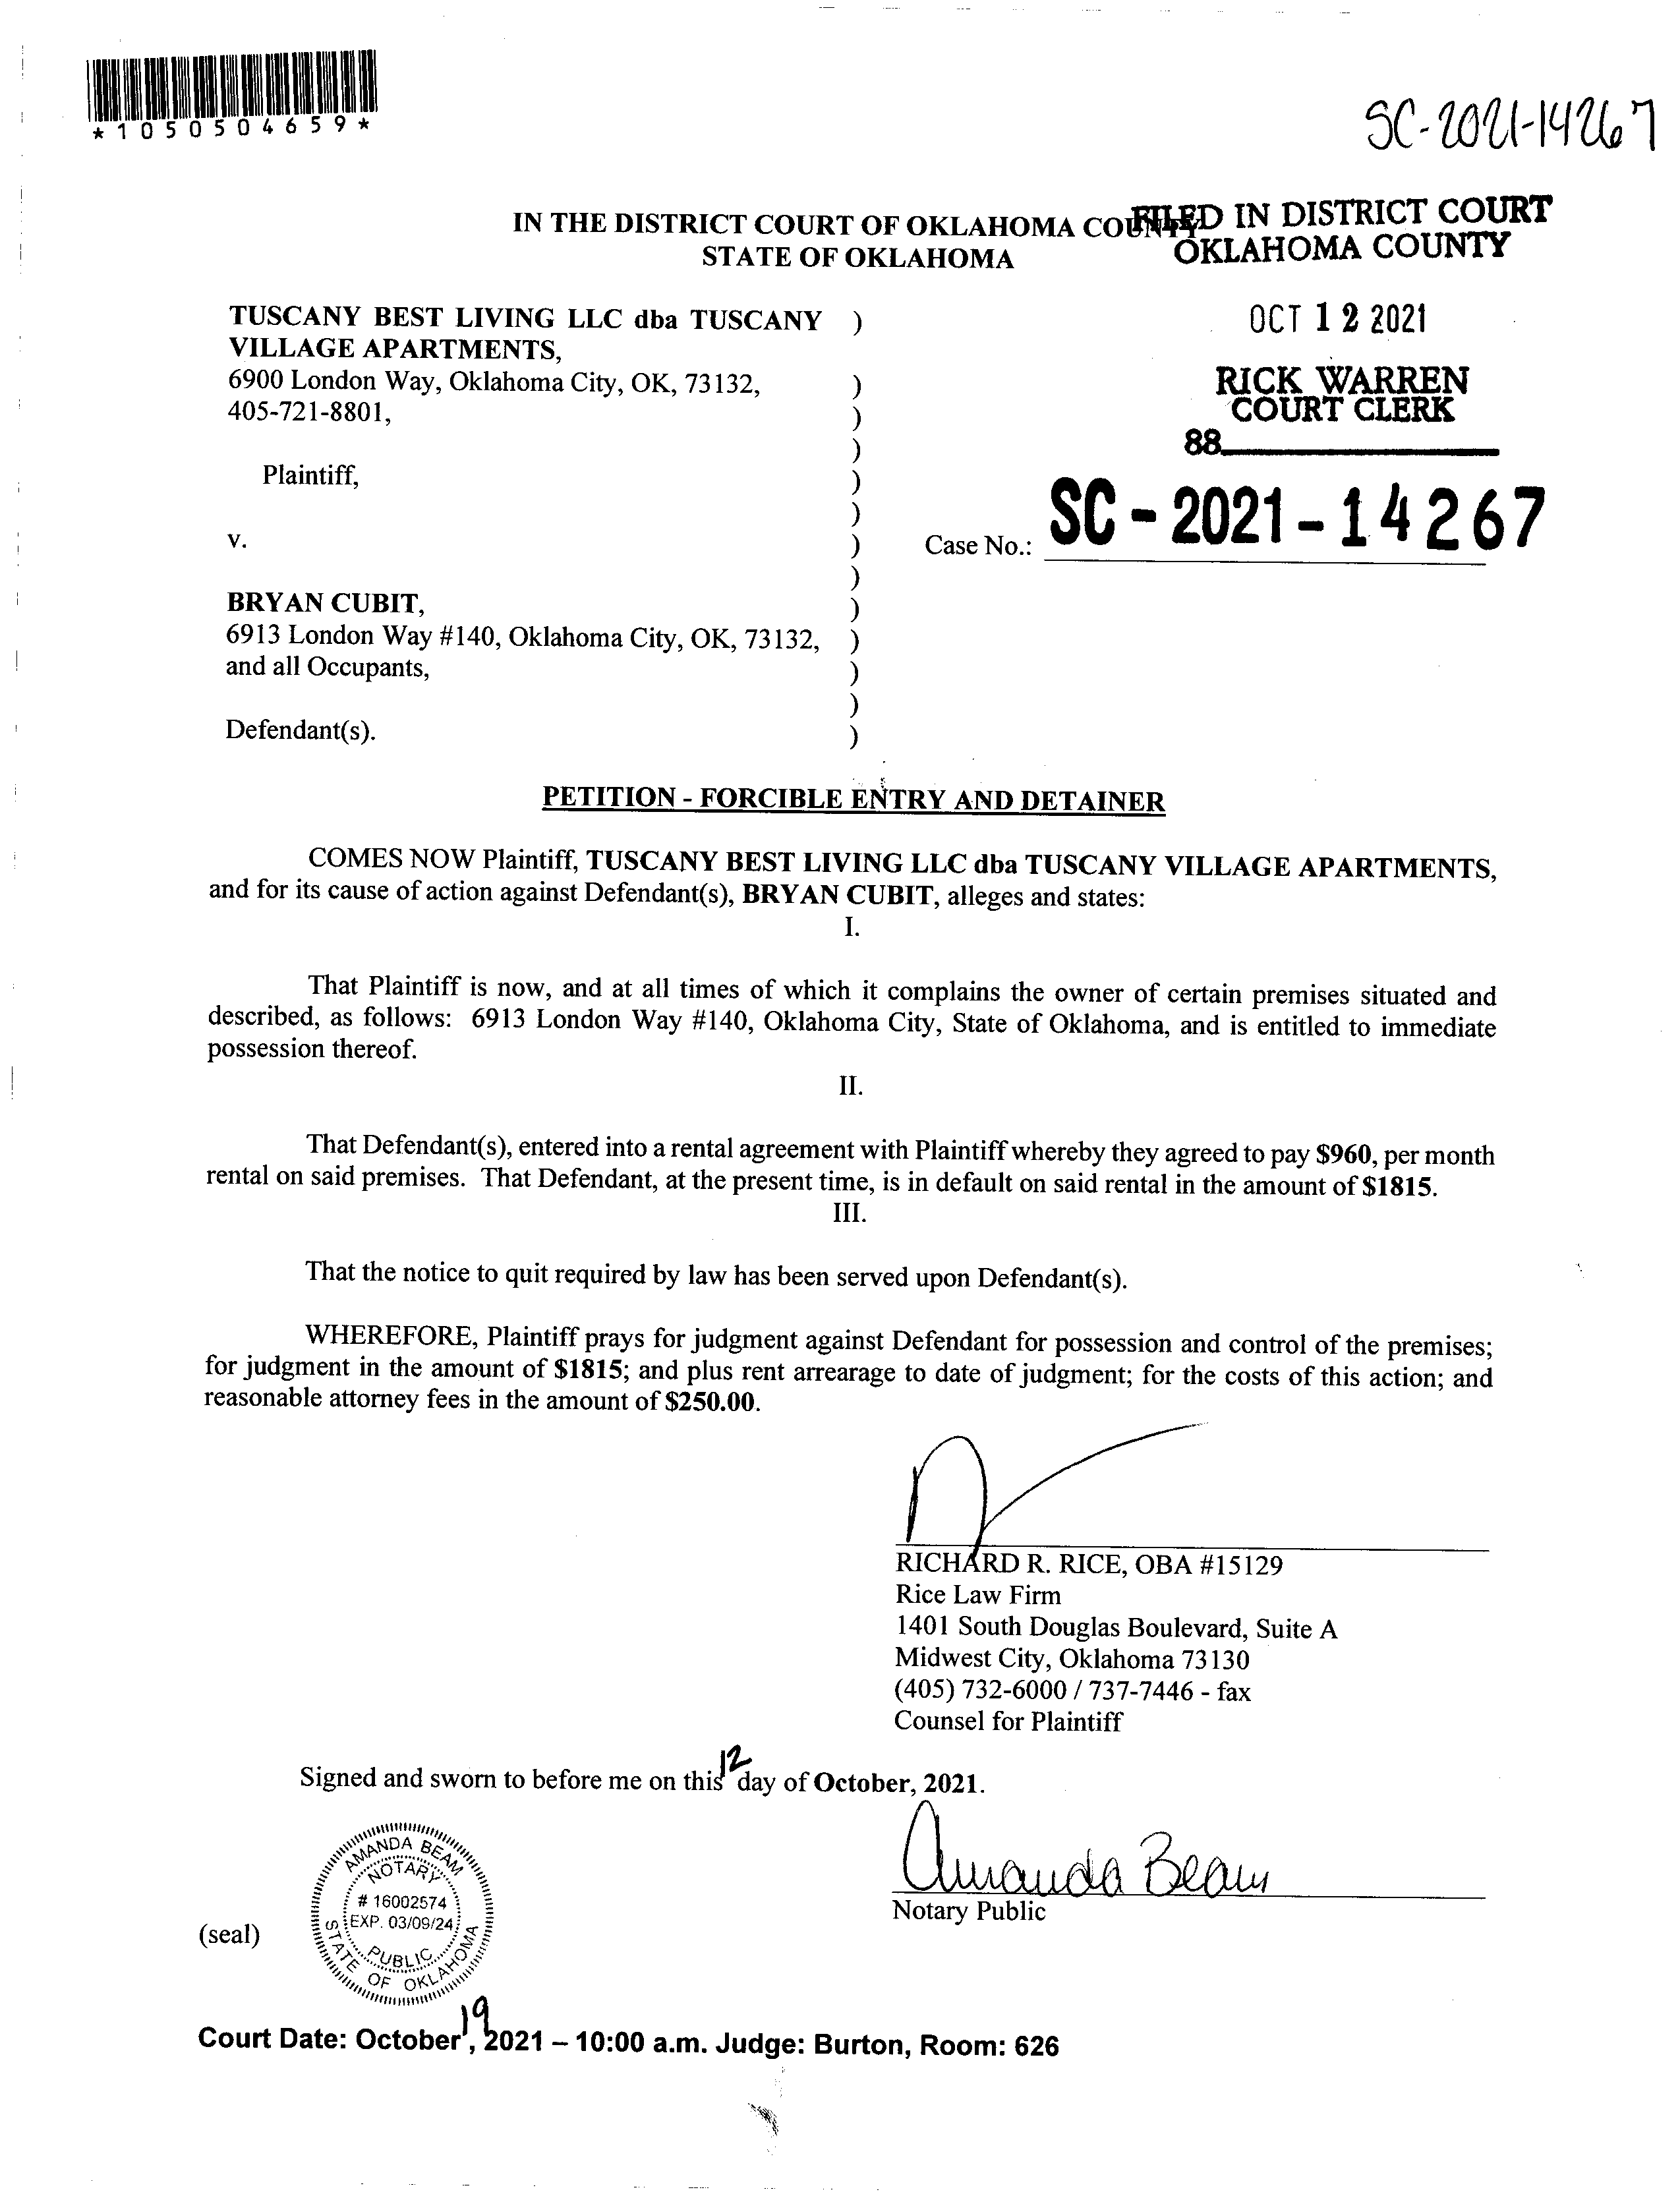 *1050504659*
SC-2021-14267
IN THE DISTRICT COURT OF OKLAHOMA COUNTY
STATE OF OKLAHOMA
FILED IN DISTRICT COURT
OKLAHOMA COUNTY
OCT 12 2021
RICK WARREN
COURT CLERK
88
TUSCANY BEST LIVING LLC dba TUSCANY )
VILLAGE APARTMENTS,
6900 London Way, Oklahoma City, OK, 73132, )
405-721-8801, )
)
Plaintiff, )
)
v. )
Case No.: SC-2021-14267
)
BRYAN CUBIT, )
6913 London Way #140, Oklahoma City, OK, 73132, )
and all Occupants, )
)
Defendant(s). )
PETITION - FORCIBLE ENTRY AND DETAINER
COMES NOW Plaintiff, TUSCANY BEST LIVING LLC dba TUSCANY VILLAGE APARTMENTS,
and for its cause of action against Defendant(s), BRYAN CUBIT, alleges and states:
I.
That Plaintiff is now, and at all times of which it complains the owner of certain premises situated and
described, as follows: 6913 London Way #140, Oklahoma City, State of Oklahoma, and is entitled to immediate
possession thereof.
II.
That Defendant(s), entered into a rental agreement with Plaintiff whereby they agreed to pay $960, per month
rental on said premises. That Defendant, at the present time, is in default on said rental in the amount of $1815.
III.
That the notice to quit required by law has been served upon Defendant(s).
WHEREFORE, Plaintiff prays for judgment against Defendant for possession and control of the premises;
for judgment in the amount of $1815; and plus rent arrearage to date of judgment; for the costs of this action; and
reasonable attorney fees in the amount of $250.00.
RICHARD R. RICE, OBA #15129
Rice Law Firm
1401 South Douglas Boulevard, Suite A
Midwest City, Oklahoma 73130
(405) 732-6000 / 737-7446 - fax
Counsel for Plaintiff
Signed and sworn to before me on this 12 day of October, 2021.
Amanda Beam
Notary Public
(seal)
AMANDA BEAM
NOTARY
# 16002574
EXP. 03/09/24
PUBLIC
STATE OF OKLAHOMA
Court Date: October 19, 2021 – 10:00 a.m. Judge: Burton, Room: 626